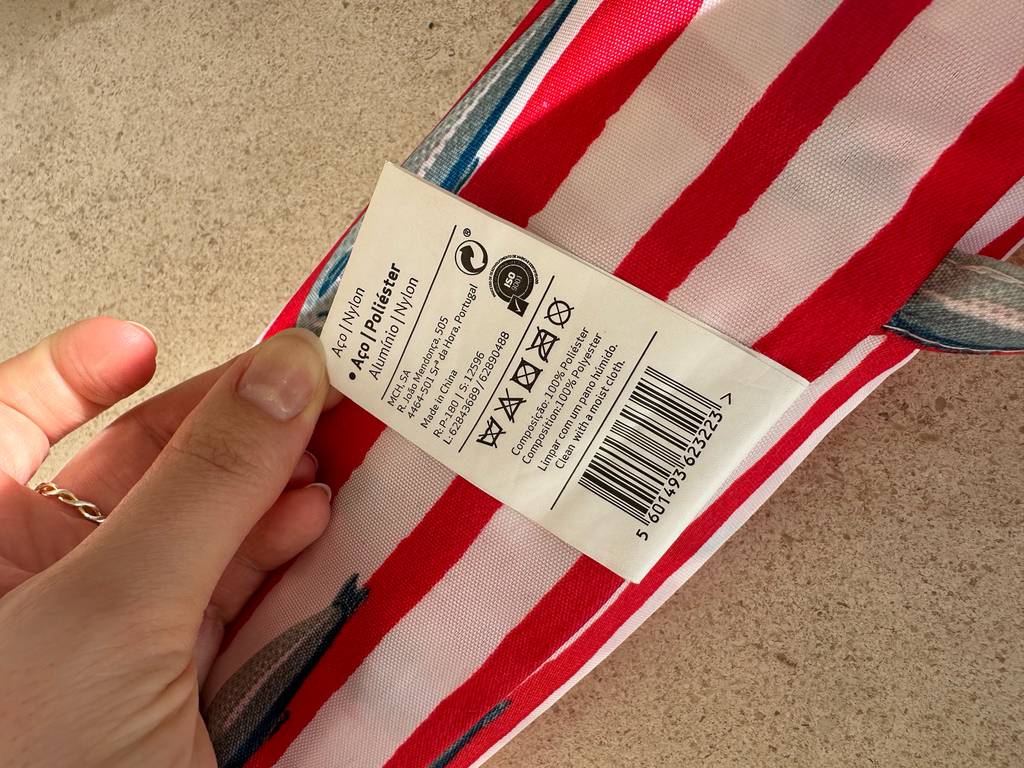 Aço | Nylon
• Aço | Poliéster
Alumínio | Nylon
®
ISO
9001
MCH, SA
R. João Mendonça, 505
4464-501 Sra da Hora, Portugal
Made in China
R: P-180 | S: 12596
L: 62843689 / 62890488
Composição: 100% Poliéster
Composition:100% Polyester
Limpar com um pano húmido.
Clean with a moist cloth.
5 601493 623223 >